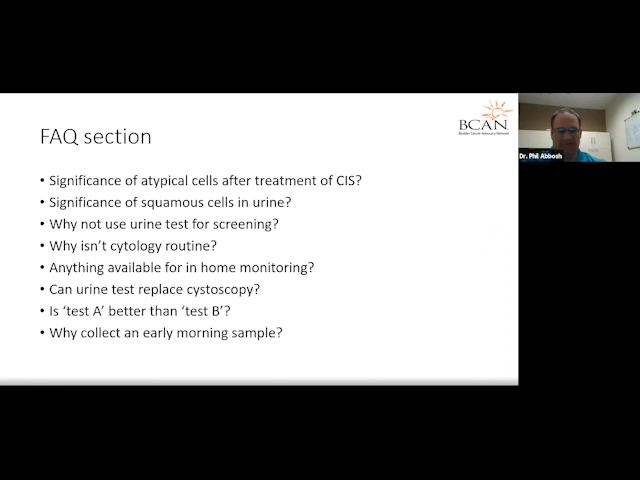 BCAN
Bladder Cancer Advocacy Network
Dr. Phil Abbosh
FAQ section
• Significance of atypical cells after treatment of CIS?
• Significance of squamous cells in urine?
• Why not use urine test for screening?
• Why isn't cytology routine?
• Anything available for in home monitoring?
• Can urine test replace cystoscopy?
• Is 'test A' better than 'test B'?
• Why collect an early morning sample?